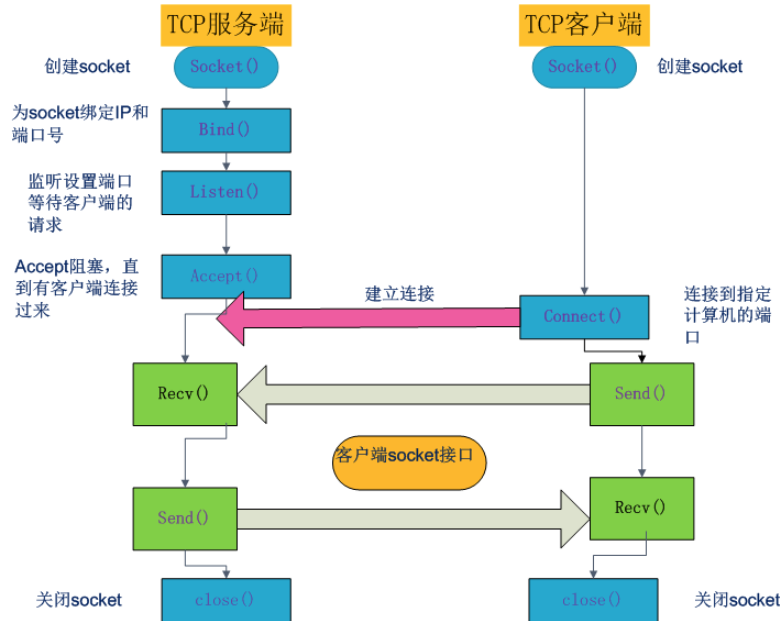 TCP服务端
TCP客户端
创建socket
Socket()
Socket()
创建socket
为socket绑定IP和
端口号
Bind()
监听设置端口
等待客户端的
请求
Listen()
Accept阻塞，直
到有客户端连接
过来
Accept()
建立连接
Connect()
连接到指定
计算机的端
口
Recv()
Send()
客户端socket接口
Send()
Recv()
关闭socket
close()
close()
关闭socket